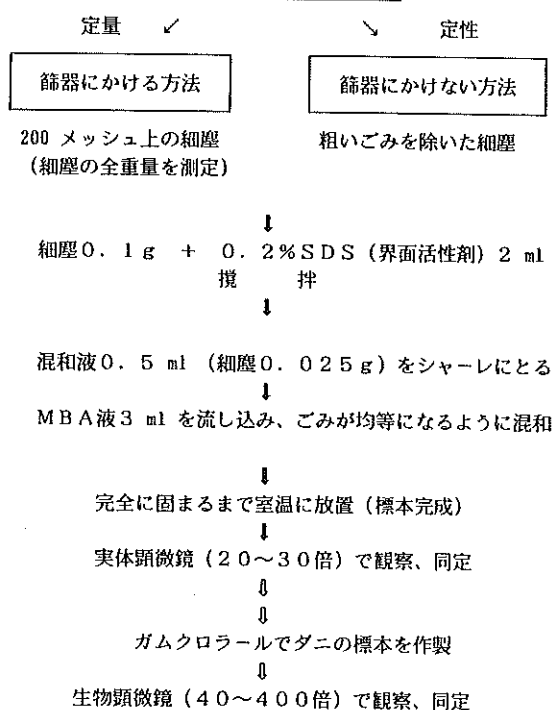 定量 ↙ ↘ 定性
篩器にかける方法 篩器にかけない方法
200 メッシュ上の細塵 粗いごみを除いた細塵
(細塵の全重量を測定)
⬇
細塵0.1g + 0.2%SDS(界面活性剤)2 ml
撹 拌
⬇
混和液0.5 ml (細塵0.025g)をシャーレにとる
⬇
MBA液3 ml を流し込み、ごみが均等になるように混和
⬇
完全に固まるまで室温に放置(標本完成)
⬇
実体顕微鏡(20~30倍)で観察、同定
⇩
⇩
ガムクロラールでダニの標本を作製
⇩
生物顕微鏡(40~400倍)で観察、同定